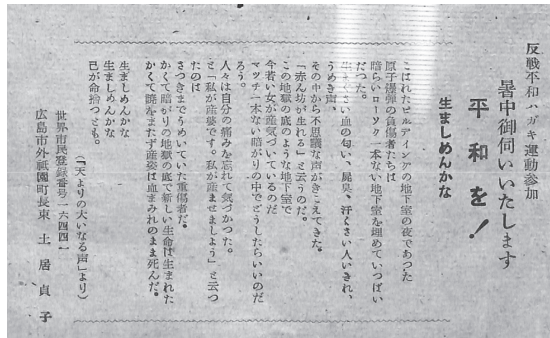 反戦平和ハガキ運動参加
暑中御伺いいたします
平和を!
生ましめんかな
こはれたビルディングの地下室の夜であつた
原子爆弾の負傷者たちは
暗らいローソク一本ない地下室を埋めていつぱい
だつた。
生ぐさい血の匂い、屍臭、汗くさい人いきれ、
うめき声、
その中から不思議な声がきこえてきた。
「赤ん坊が生れる」と云うのだ。
この地獄の底のような地下室で
今若い女が産気づいているのだ
マッチ一本ない暗がりの中でどうしたらいいのだ
ろう。
人々は自分の痛みを忘れて気づかつた。
と「私が産婆です。私が産ませましよう」と云つ
たのは
さつきまでうめいていた重傷者だ。
かくて暗がりの地獄の底で新しい生命は生まれた
かくて暁をまたず産婆は血まみれのまま死んだ。
生ましめんかな
生ましめんかな
己が命捨つとも。
(「天よりの大いなる声」より)
世界市民登録番号一六四四一
広島市外祇園町長束 土居貞子